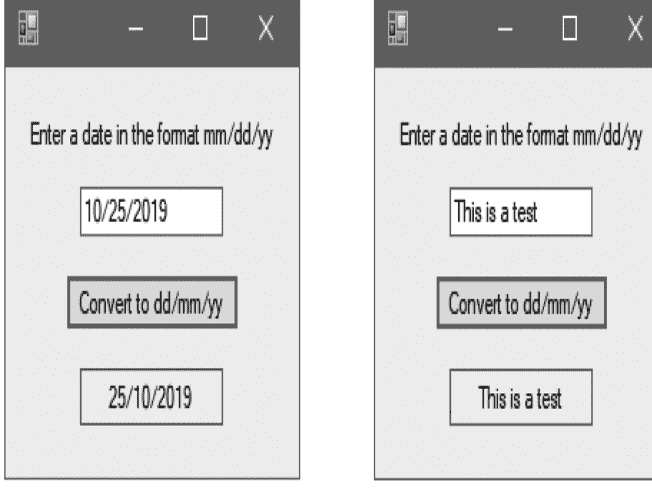 Enter a date in the format mm/dd/yy
10/25/2019
Convert to dd/mm/yy
25/10/2019
Enter a date in the format mm/dd/yy
This is a test
Convert to dd/mm/yy
This is a test